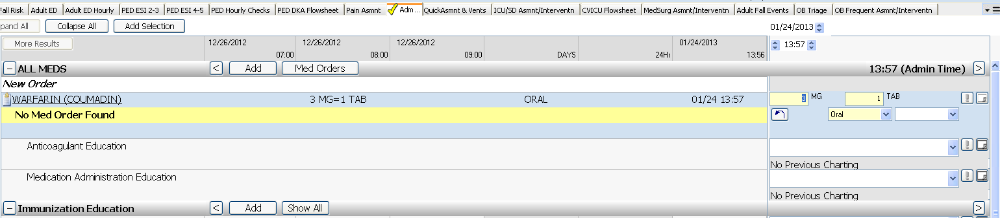 Fall Risk Adult ED Adult ED Hourly PED ESI 2-3 PED ESI 4-5 PED Hourly Checks PED DKA Flowsheet Pain Asmnt Adm... QuickAsmnt & Vents ICU/SD Asmnt/Interventn CVICU Flowsheet MedSurg Asmnt/Interventn Adult Fall Events OB Triage OB Frequent Asmnt/Interventn
pand All Collapse All Add Selection 01/24/2013
More Results 12/26/2012 12/26/2012 12/26/2012 01/24/2013 13:57
07:00 08:00 09:00 DAYS 24Hr 13:56
ALL MEDS < Add Med Orders 13:57 (Admin Time) >
New Order
WARFARIN (COUMADIN) 3 MG=1 TAB ORAL 01/24 13:57 3 MG 1 TAB
No Med Order Found Oral
Anticoagulant Education
No Previous Charting
Medication Administration Education
No Previous Charting
Immunization Education < Add Show All >